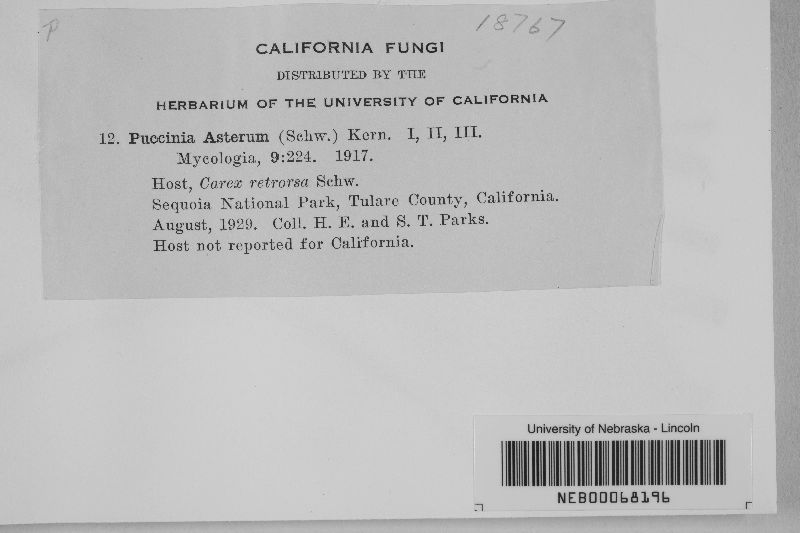 P 18767
CALIFORNIA FUNGI
DISTRIBUTED BY THE
HERBARIUM OF THE UNIVERSITY OF CALIFORNIA
12. Puccinia Asterum (Schw.) Kern. I, II, III.
Mycologia, 9:224. 1917.
Host, Carex retrorsa Schw.
Sequoia National Park, Tulare County, California.
August, 1929. Coll. H. E. and S. T. Parks.
Host not reported for California.
University of Nebraska - Lincoln
NEB00068196